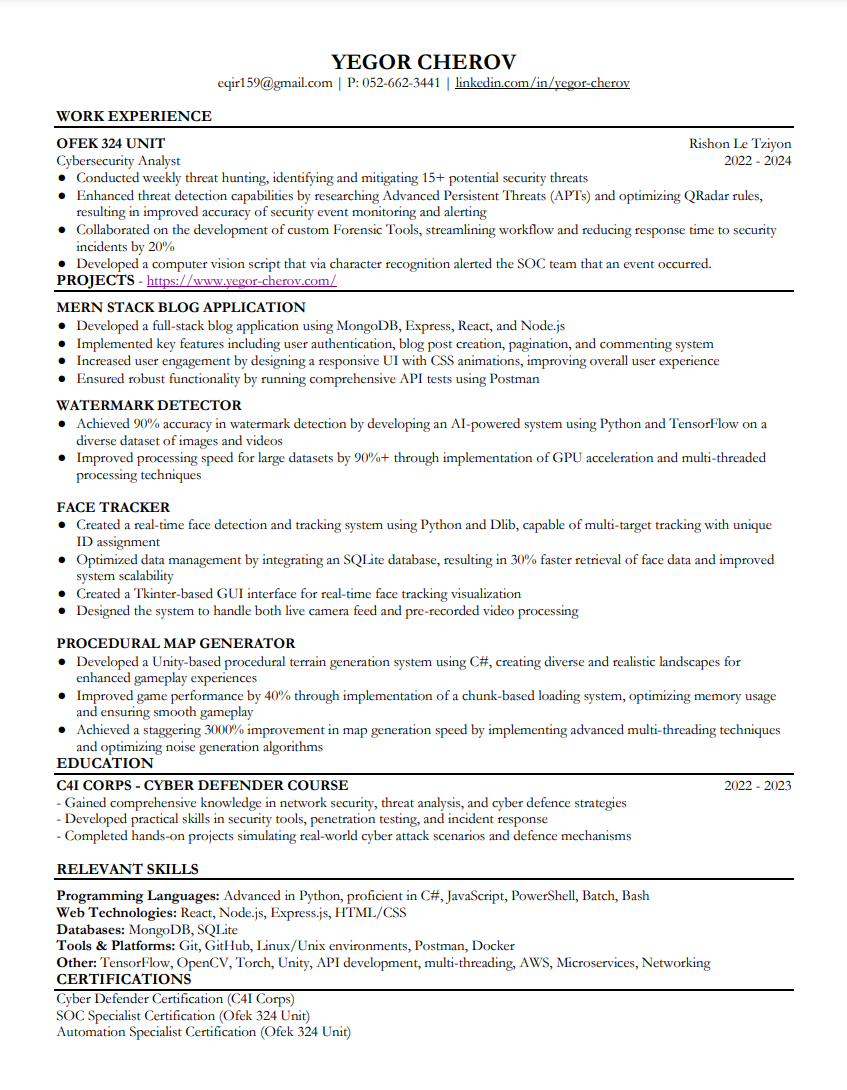 YEGOR CHEROV
eqir159@gmail.com | P: 052-662-3441 | linkedin.com/in/yegor-cherov
WORK EXPERIENCE
OFEK 324 UNIT Rishon Le Tziyon
Cybersecurity Analyst 2022 - 2024
● Conducted weekly threat hunting, identifying and mitigating 15+ potential security threats
● Enhanced threat detection capabilities by researching Advanced Persistent Threats (APTs) and optimizing QRadar rules,
resulting in improved accuracy of security event monitoring and alerting
● Collaborated on the development of custom Forensic Tools, streamlining workflow and reducing response time to security
incidents by 20%
● Developed a computer vision script that via character recognition alerted the SOC team that an event occurred.
PROJECTS - https://www.yegor-cherov.com/
MERN STACK BLOG APPLICATION
● Developed a full-stack blog application using MongoDB, Express, React, and Node.js
● Implemented key features including user authentication, blog post creation, pagination, and commenting system
● Increased user engagement by designing a responsive UI with CSS animations, improving overall user experience
● Ensured robust functionality by running comprehensive API tests using Postman
WATERMARK DETECTOR
● Achieved 90% accuracy in watermark detection by developing an AI-powered system using Python and TensorFlow on a
diverse dataset of images and videos
● Improved processing speed for large datasets by 90%+ through implementation of GPU acceleration and multi-threaded
processing techniques
FACE TRACKER
● Created a real-time face detection and tracking system using Python and Dlib, capable of multi-target tracking with unique
ID assignment
● Optimized data management by integrating an SQLite database, resulting in 30% faster retrieval of face data and improved
system scalability
● Created a Tkinter-based GUI interface for real-time face tracking visualization
● Designed the system to handle both live camera feed and pre-recorded video processing
PROCEDURAL MAP GENERATOR
● Developed a Unity-based procedural terrain generation system using C#, creating diverse and realistic landscapes for
enhanced gameplay experiences
● Improved game performance by 40% through implementation of a chunk-based loading system, optimizing memory usage
and ensuring smooth gameplay
● Achieved a staggering 3000% improvement in map generation speed by implementing advanced multi-threading techniques
and optimizing noise generation algorithms
EDUCATION
C4I CORPS - CYBER DEFENDER COURSE 2022 - 2023
- Gained comprehensive knowledge in network security, threat analysis, and cyber defence strategies
- Developed practical skills in security tools, penetration testing, and incident response
- Completed hands-on projects simulating real-world cyber attack scenarios and defence mechanisms
RELEVANT SKILLS
Programming Languages: Advanced in Python, proficient in C#, JavaScript, PowerShell, Batch, Bash
Web Technologies: React, Node.js, Express.js, HTML/CSS
Databases: MongoDB, SQLite
Tools & Platforms: Git, GitHub, Linux/Unix environments, Postman, Docker
Other: TensorFlow, OpenCV, Torch, Unity, API development, multi-threading, AWS, Microservices, Networking
CERTIFICATIONS
Cyber Defender Certification (C4I Corps)
SOC Specialist Certification (Ofek 324 Unit)
Automation Specialist Certification (Ofek 324 Unit)